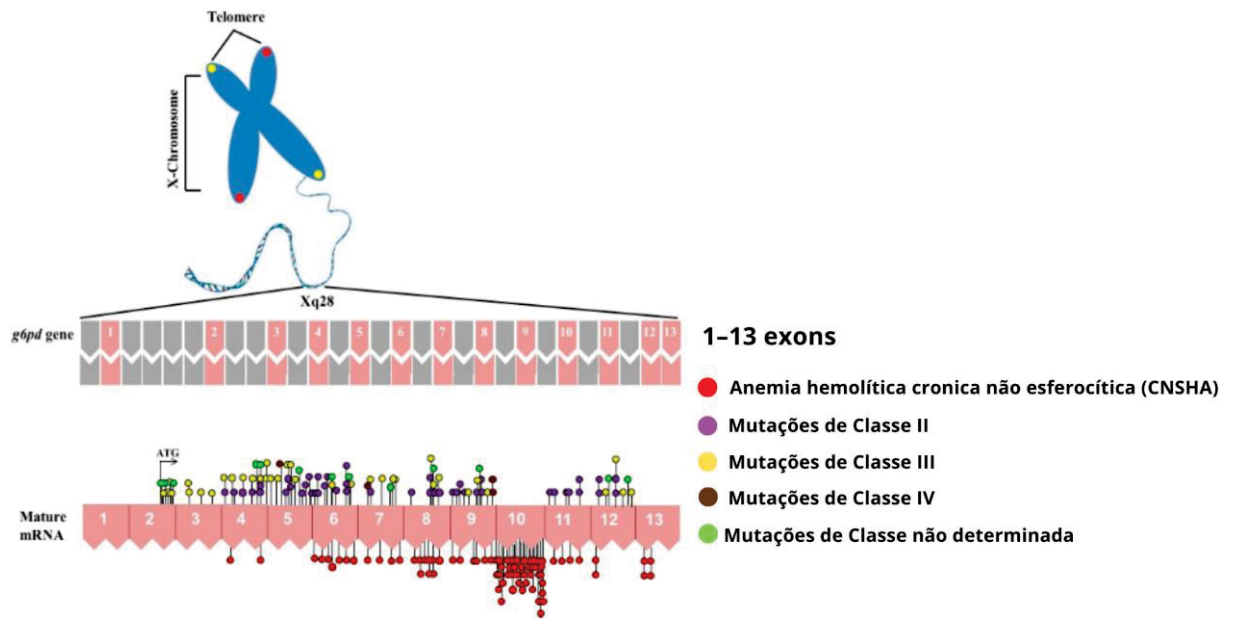 Telomere
X-Chromosome
Xq28
g6pd gene
1 2 3 4 5 6 7 8 9 10 11 12 13
1–13 exons
Anemia hemolítica cronica não esferocítica (CNSHA)
Mutações de Classe II
Mutações de Classe III
Mutações de Classe IV
Mutações de Classe não determinada
ATG
Mature
mRNA
1 2 3 4 5 6 7 8 9 10 11 12 13